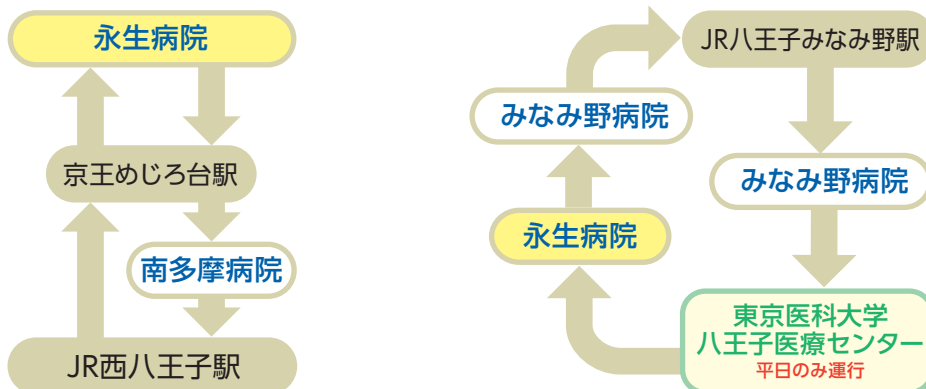 永生病院
京王めじろ台駅
南多摩病院
JR西八王子駅
JR八王子みなみ野駅
みなみ野病院
みなみ野病院
永生病院
東京医科大学
八王子医療センター
平日のみ運行